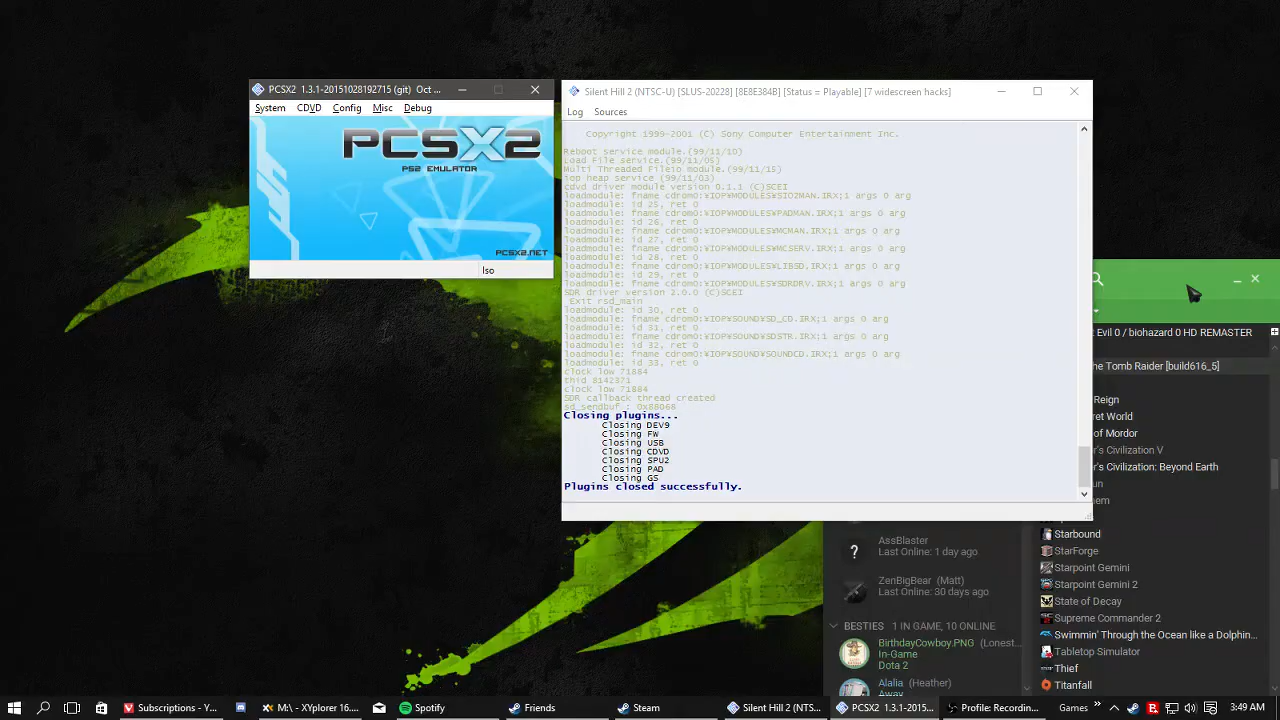 PCSX2 1.3.1-20151028192715 (git) Oct ...
System CDVD Config Misc Debug
PCSX2
PS2 EMULATOR
PCSX2.NET
Iso
Silent Hill 2 (NTSC-U) [SLUS-20228] [8E8E384B] [Status = Playable] [7 widescreen hacks]
Log Sources
Copyright 1999-2001 (C) Sony Computer Entertainment Inc.
Reboot service module.(99/11/10)
Load File service.(99/11/05)
Multi Threaded Fileio module.(99/11/15)
iop heap service (99/11/03)
cdvd driver module version 0.1.1 (C)SCEI
loadmodule: fname cdrom0:¥IOP¥MODULES¥SIO2MAN.IRX;1 args 0 arg
loadmodule: id 25, ret 0
loadmodule: fname cdrom0:¥IOP¥MODULES¥PADMAN.IRX;1 args 0 arg
loadmodule: id 26, ret 0
loadmodule: fname cdrom0:¥IOP¥MODULES¥MCMAN.IRX;1 args 0 arg
loadmodule: id 27, ret 0
loadmodule: fname cdrom0:¥IOP¥MODULES¥MCSERV.IRX;1 args 0 arg
loadmodule: id 28, ret 0
loadmodule: fname cdrom0:¥IOP¥MODULES¥LIBSD.IRX;1 args 0 arg
loadmodule: id 29, ret 0
loadmodule: fname cdrom0:¥IOP¥MODULES¥SDRDRV.IRX;1 args 0 arg
SDR driver version 2.0.0 (C)SCEI
Exit rsd_main
loadmodule: id 30, ret 0
loadmodule: fname cdrom0:¥IOP¥SOUND¥SD_CD.IRX;1 args 0 arg
loadmodule: id 31, ret 0
loadmodule: fname cdrom0:¥IOP¥SOUND¥SDSTR.IRX;1 args 0 arg
loadmodule: id 32, ret 0
loadmodule: fname cdrom0:¥IOP¥SOUND¥SOUNDCD.IRX;1 args 0 arg
loadmodule: id 33, ret 0
clock low 71884
thid 8142371
clock low 71884
SDR callback thread created
sd_sendbuf : 0x88068
Closing plugins...
Closing DEV9
Closing FW
Closing USB
Closing CDVD
Closing SPU2
Closing PAD
Closing GS
Plugins closed successfully.
Evil 0 / biohazard 0 HD REMASTER
he Tomb Raider [build616_5]
Reign
ret World
of Mordor
r's Civilization V
r's Civilization: Beyond Earth
un
em
Starbound
StarForge
Starpoint Gemini
Starpoint Gemini 2
State of Decay
Supreme Commander 2
Swimmin' Through the Ocean like a Dolphin...
Tabletop Simulator
Thief
Titanfall
AssBlaster
Last Online: 1 day ago
ZenBigBear (Matt)
Last Online: 30 days ago
BESTIES 1 IN GAME, 10 ONLINE
BirthdayCowboy.PNG (Lonest...
In-Game
Dota 2
Alalia (Heather)
Away
Subscriptions - Y...
M:\ - XYplorer 16....
Spotify
Friends
Steam
Silent Hill 2 (NTS...
PCSX2 1.3.1-2015...
Profile: Recordin...
Games
3:49 AM